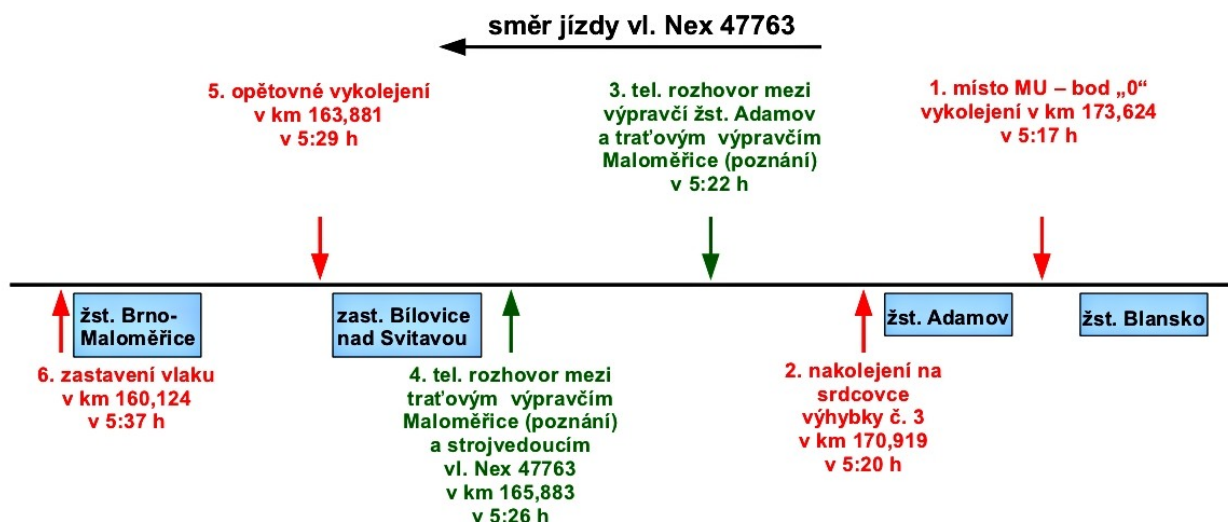 směr jízdy vl. Nex 47763
5. opětovné vykolejení
v km 163,881
v 5:29 h
3. tel. rozhovor mezi
výpravčí žst. Adamov
a traťovým výpravčím
Maloměřice (poznání)
v 5:22 h
1. místo MU – bod „0“
vykolejení v km 173,624
v 5:17 h
žst. Brno-
Maloměřice
zast. Bílovice
nad Svitavou
žst. Adamov
žst. Blansko
6. zastavení vlaku
v km 160,124
v 5:37 h
4. tel. rozhovor mezi
traťovým výpravčím
Maloměřice (poznání)
a strojvedoucím
vl. Nex 47763
v km 165,883
v 5:26 h
2. nakolejení na
srdcovce
výhybky č. 3
v km 170,919
v 5:20 h